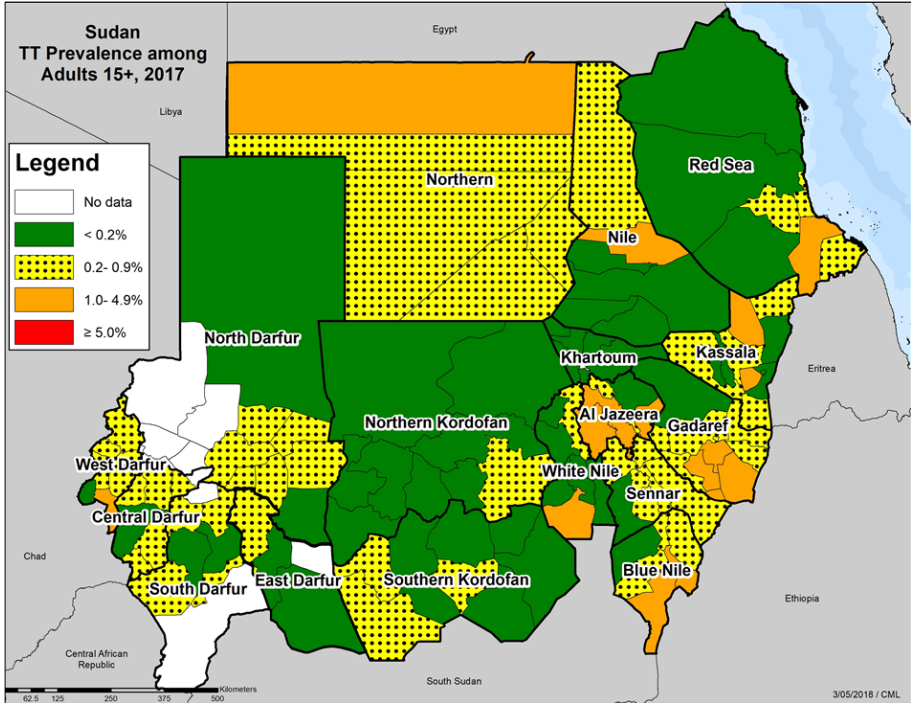 Sudan
TT Prevalence among
Adults 15+, 2017
Egypt
Libya
Legend
No data
< 0.2%
0.2- 0.9%
1.0- 4.9%
≥ 5.0%
Red Sea
Northern
Nile
North Darfur
Khartoum
Kassala
Eritrea
Northern Kordofan
Al Jazeera
Gadaref
West Darfur
White Nile
Sennar
Central Darfur
Chad
South Darfur
East Darfur
Southern Kordofan
Blue Nile
Ethiopia
Central African
Republic
South Sudan
Kilometers
62.5 125 250 375 500
3/05/2018 / CML